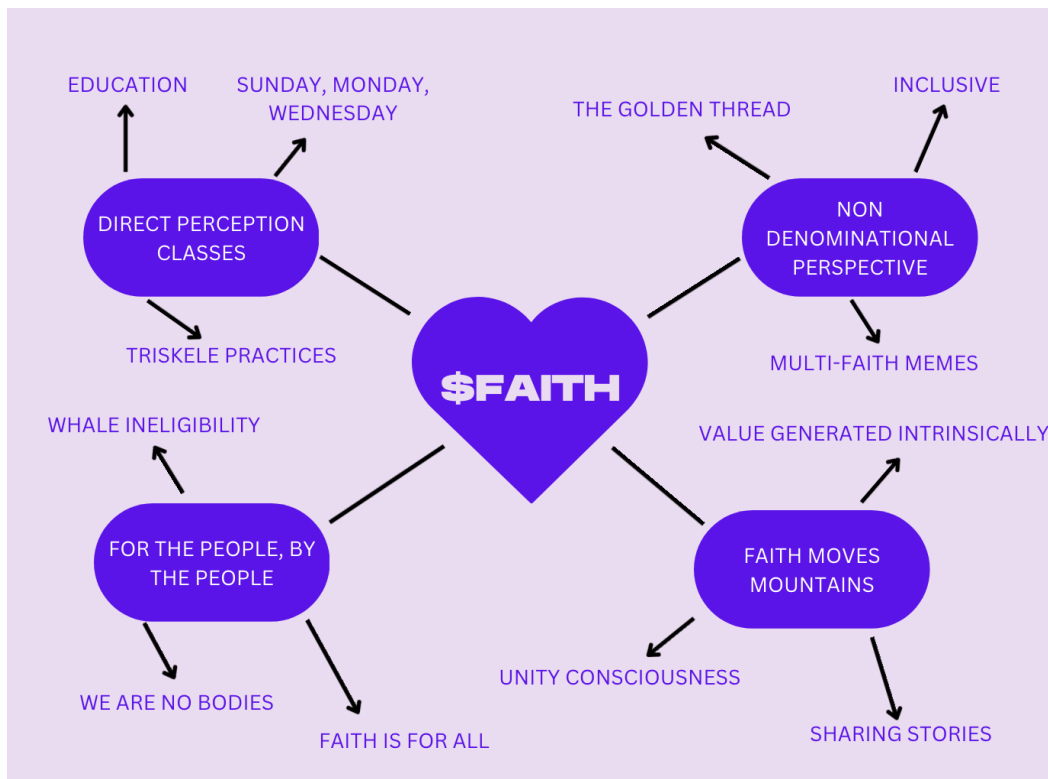 EDUCATION
SUNDAY, MONDAY,
WEDNESDAY
DIRECT PERCEPTION
CLASSES
TRISKELE PRACTICES
THE GOLDEN THREAD
INCLUSIVE
NON
DENOMINATIONAL
PERSPECTIVE
MULTI-FAITH MEMES
$FAITH
WHALE INELIGIBILITY
FOR THE PEOPLE, BY
THE PEOPLE
WE ARE NO BODIES
FAITH IS FOR ALL
VALUE GENERATED INTRINSICALLY
FAITH MOVES
MOUNTAINS
UNITY CONSCIOUSNESS
SHARING STORIES